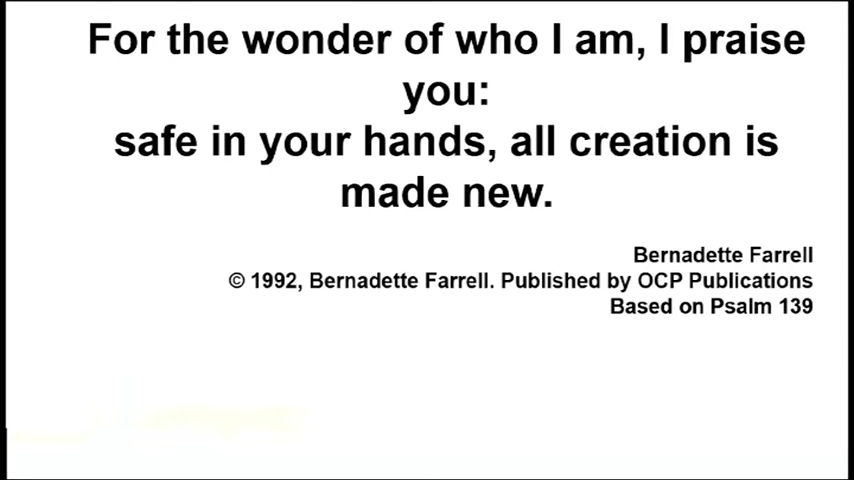 For the wonder of who I am, I praise
you:
safe in your hands, all creation is
made new.
Bernadette Farrell
© 1992, Bernadette Farrell. Published by OCP Publications
Based on Psalm 139